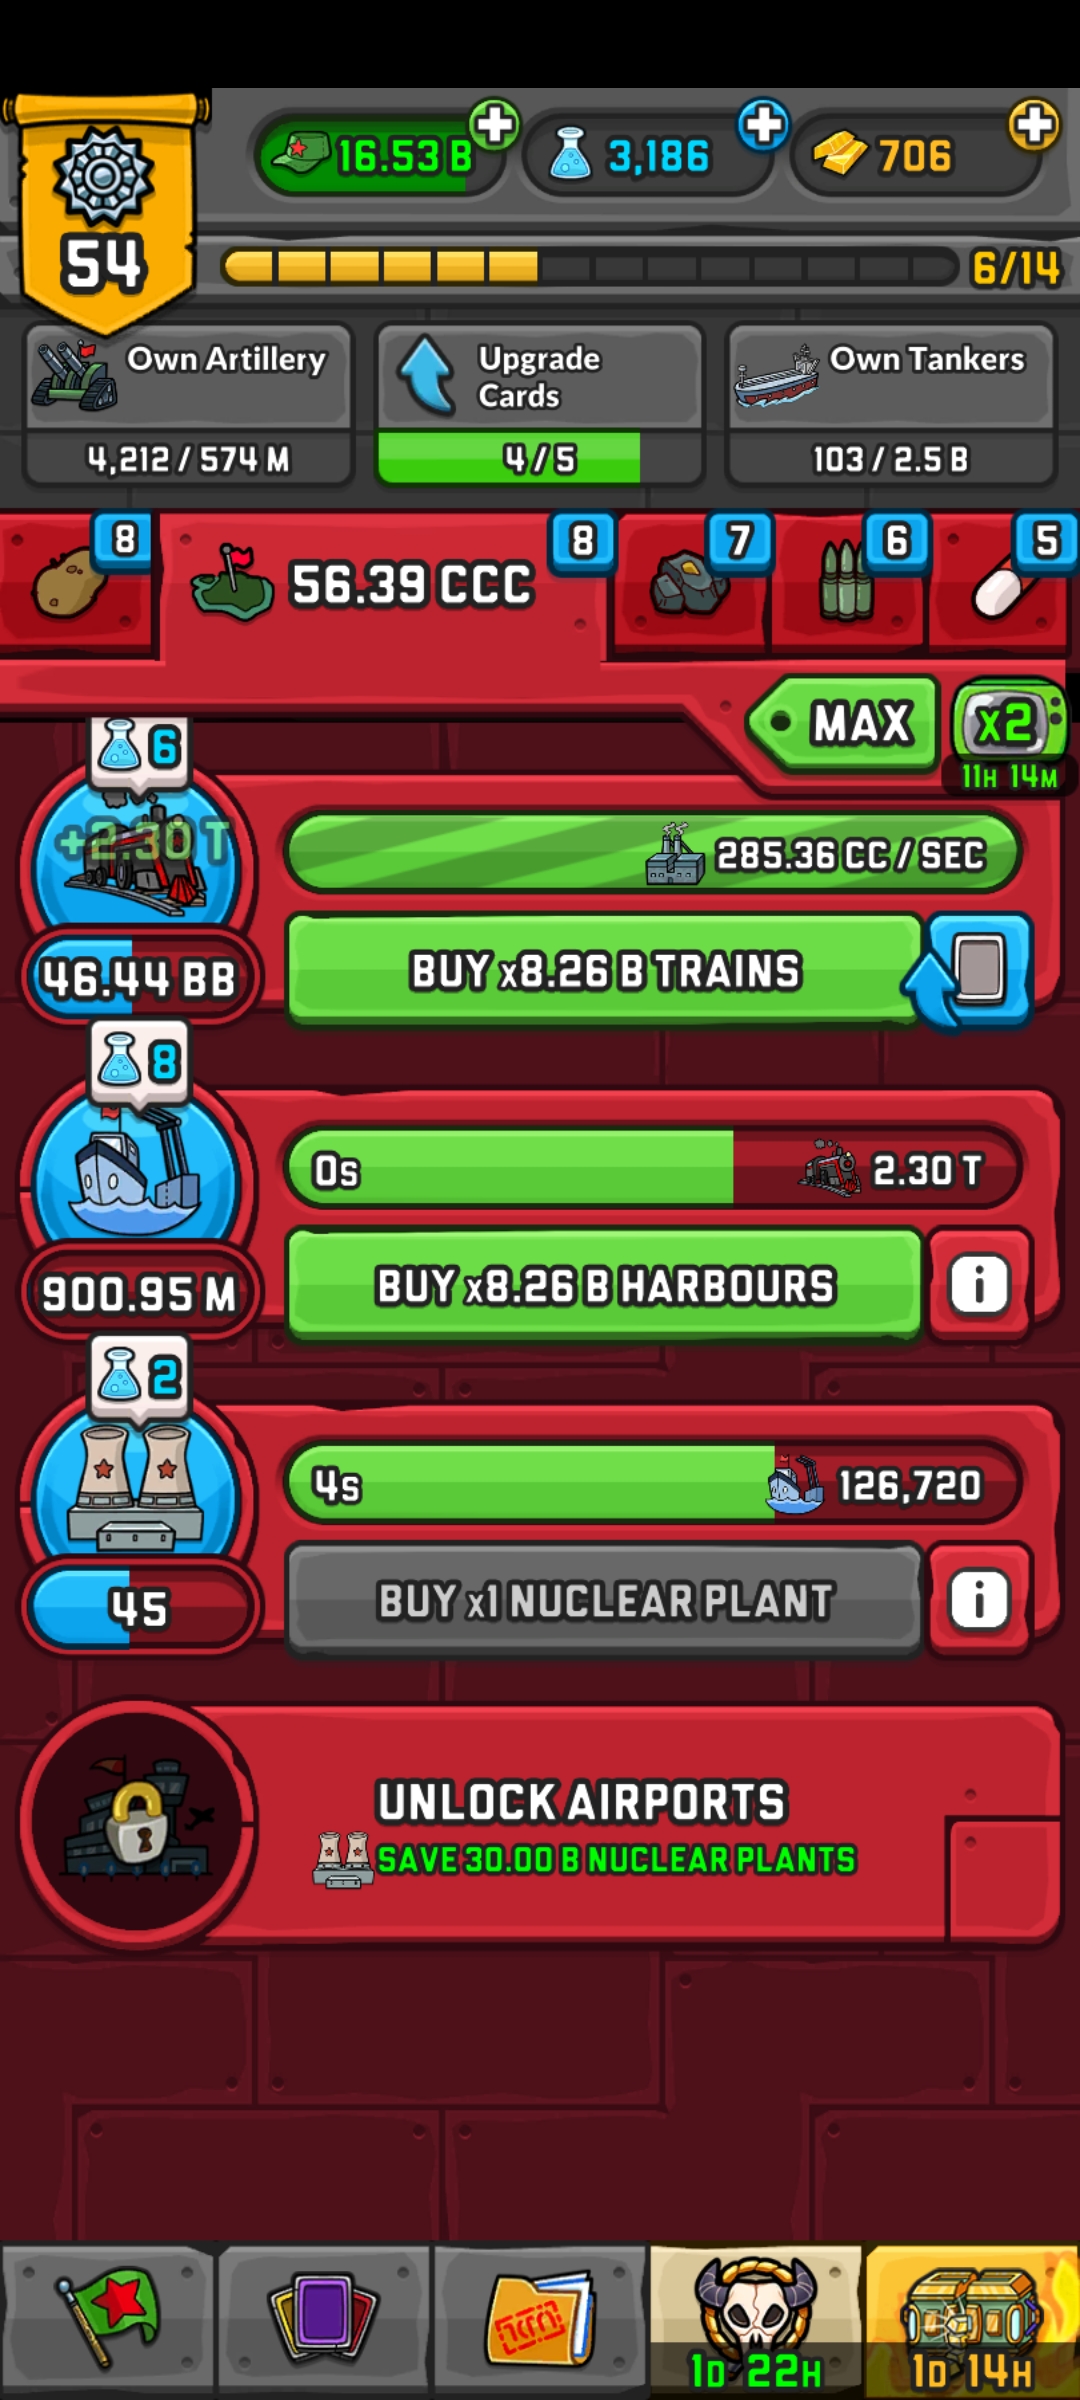 16.53 B
3,186
706
54
6/14
Own Artillery
4,212 / 574 M
Upgrade
Cards
4 / 5
Own Tankers
103 / 2.5 B
8
56.39 CCC
8
7
6
5
MAX
x2
11H 14M
6
+2.30 T
285.36 CC / SEC
46.44 BB
BUY x8.26 B TRAINS
8
0s
2.30 T
900.95 M
BUY x8.26 B HARBOURS
i
2
4s
126,720
45
BUY x1 NUCLEAR PLANT
i
UNLOCK AIRPORTS
SAVE 30.00 B NUCLEAR PLANTS
1D 22H
1D 14H